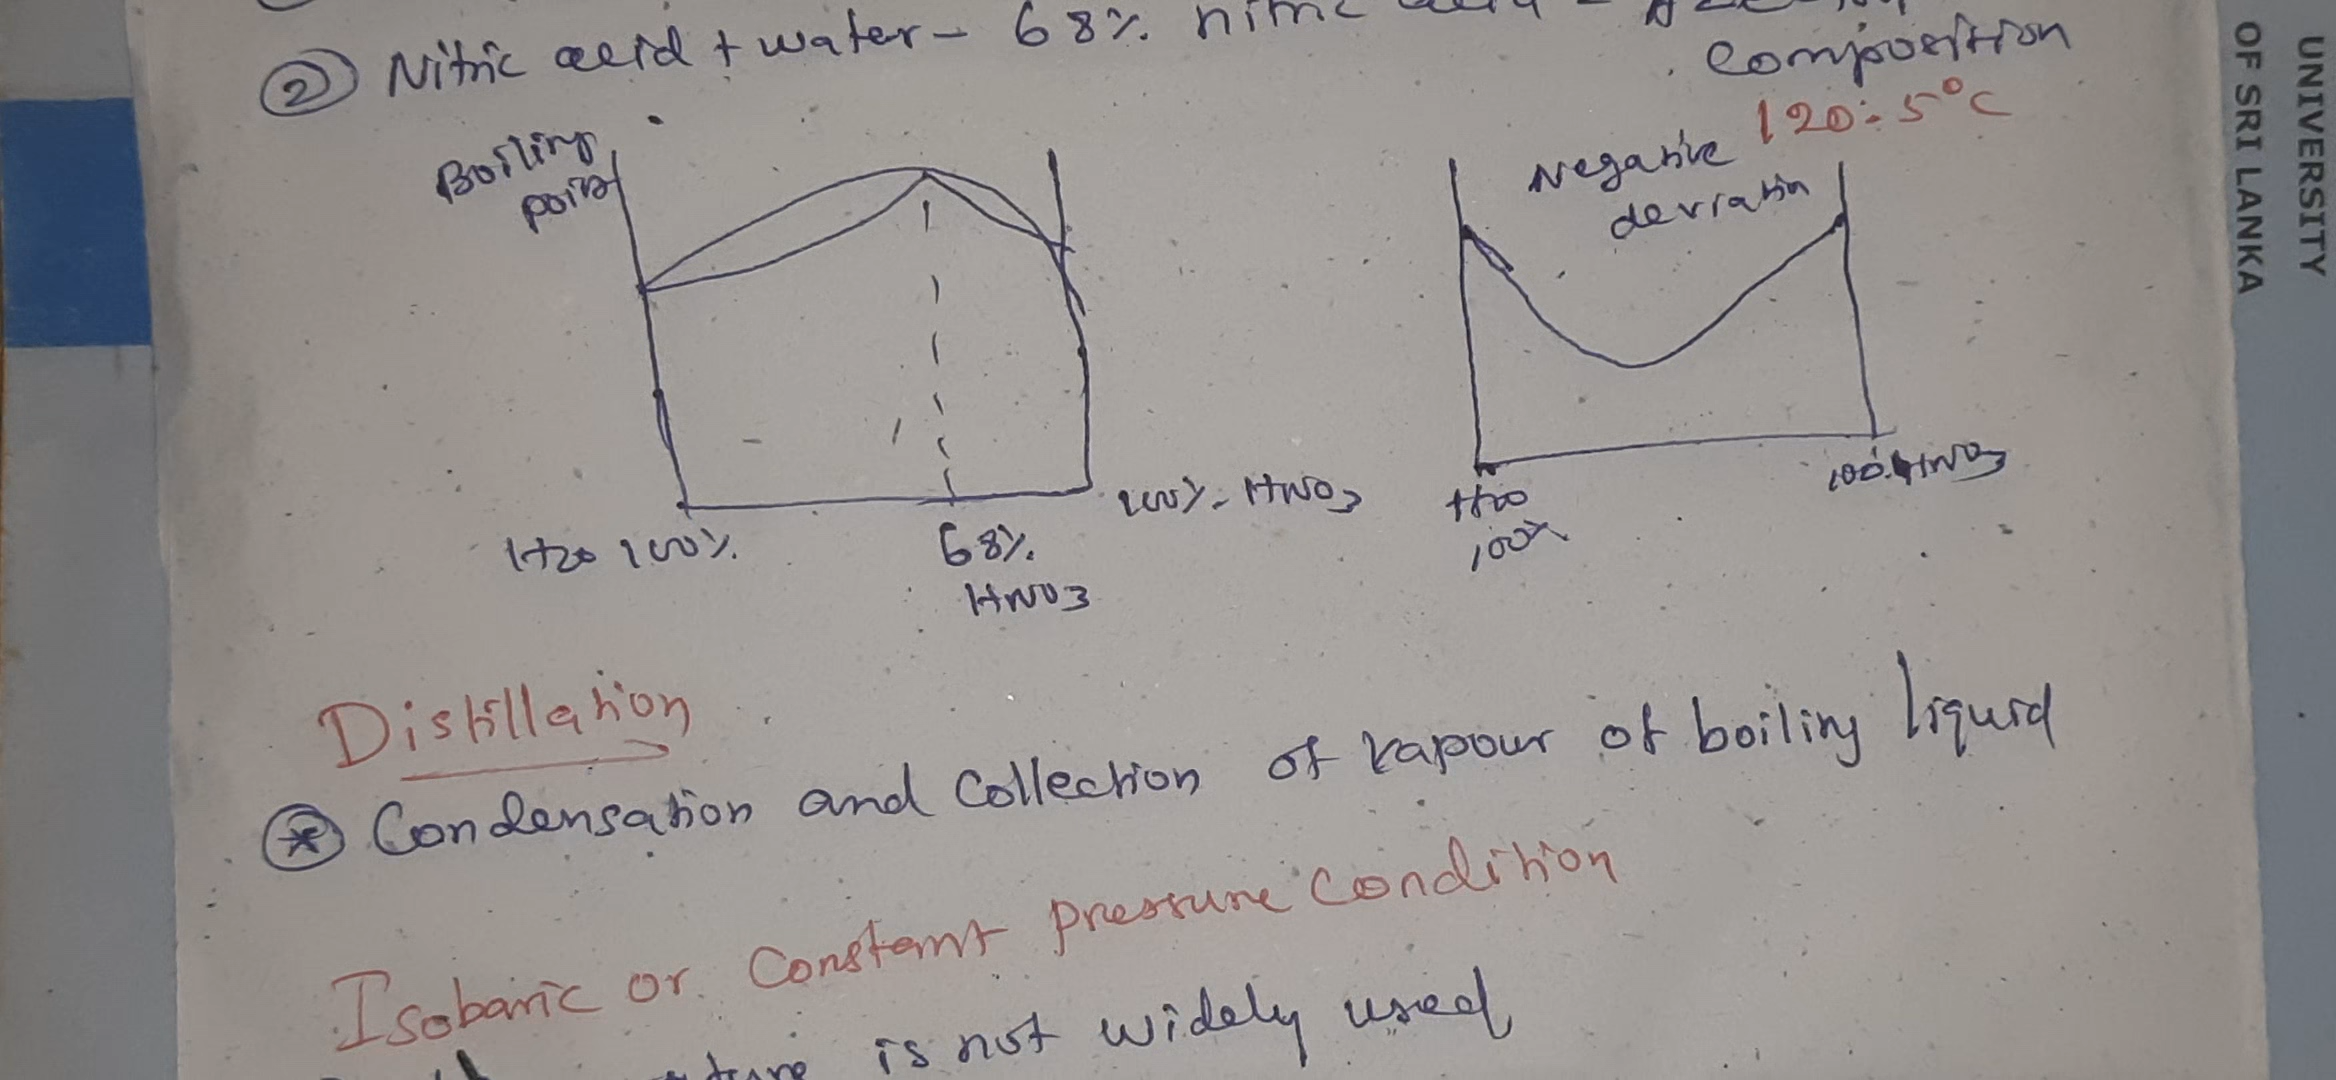 ② Nitric acid + water - 68% nitric acid -
composition
120.5°C
Boiling
point
Negative
deviation
H2O 100%
68%
HNO3
100% HNO3
H2O
100%
100% HNO3
Distillation
Condensation and Collection of vapour of boiling liquid
Isobaric or Constant pressure Condition
is not widely used
UNIVERSITY
OF SRI LANKA